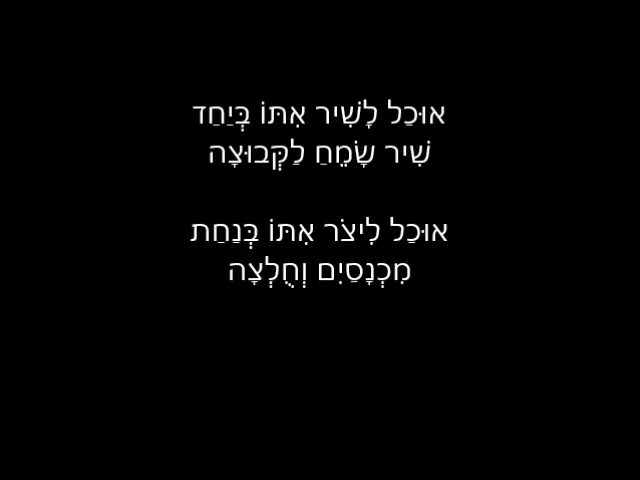 אוּכַל לָשִׁיר אִתּוֹ בְּיַחַד
שִׁיר שָׂמֵחַ לַקְּבוּצָה
אוּכַל לִיצֹר אִתּוֹ בְּנַחַת
מִכְנָסַיִם וְחֻלְצָה